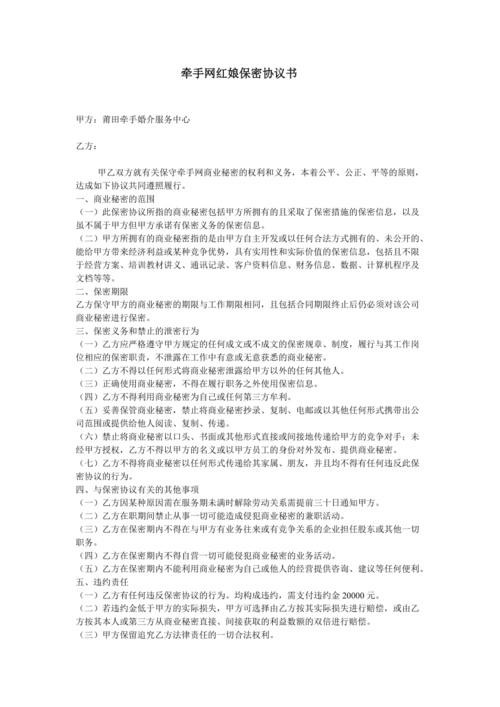 牵手网红娘保密协议书
甲方：莆田牵手婚介服务中心
乙方：
甲乙双方就有关保守牵手网商业秘密的权利和义务，本着公平、公正、平等的原则，
达成如下协议共同遵照履行。
一、商业秘密的范围
（一）此保密协议所指的商业秘密包括甲方所拥有的且采取了保密措施的保密信息，以及
虽不属于甲方但甲方承诺有保密义务的保密信息。
（二）甲方所拥有的商业秘密指的是由甲方自主开发或以任何合法方式拥有的、未公开的、
能给甲方带来经济利益或某种竞争优势，具有实用性和实际价值的保密信息，包括且不限
于经营方案、培训教材讲义、通讯记录、客户资料信息、财务信息、数据、计算机程序及
文档等等。
二、保密期限
乙方保守甲方的商业秘密的期限与工作期限相同，且包括合同期限终止后仍必须对该公司
商业秘密进行保密。
三、保密义务和禁止的泄密行为
（一）乙方应严格遵守甲方规定的任何成文或不成文的保密规章、制度，履行与其工作岗
位相应的保密职责，不泄露在工作中有意或无意获悉的商业秘密。
（二）乙方不得以任何形式将商业秘密泄露给甲方以外的任何其他人。
（三）正确使用商业秘密，不得在履行职务之外使用保密信息。
（四）乙方不得利用商业秘密为自己或任何第三方牟利。
（五）妥善保管商业秘密，禁止将商业秘密抄录、复制、电邮或以其他任何形式携带出公
司范围或提供给他人阅读、复制、传递。
（六）禁止将商业秘密以口头、书面或其他形式直接或间接地传递给甲方的竞争对手；未
经甲方授权，乙方不得以甲方的名义或以甲方员工的身份对外发布、提供商业秘密。
（七）乙方不得将商业秘密以任何形式传递给其家属、朋友，并且均不得有任何违反此保
密协议的行为。
四、与保密协议有关的其他事项
（一）乙方因某种原因需在服务期未满时解除劳动关系需提前三十日通知甲方。
（二）乙方在职期间禁止从事一切可能造成侵犯商业秘密的兼职活动。
（三）乙方在保密期内不得在与甲方有业务往来或有竞争关系的企业担任股东或其他一切
职务。
（四）乙方在保密期内不得自营一切可能侵犯商业秘密的业务活动。
（五）乙方在保密期内不能利用商业秘密为自己或他人的经营提供咨询、建议等任何便利。
五、违约责任
（一）乙方有任何违反保密协议的行为。均构成违约，需支付违约金 20000 元。
（二）若违约金低于甲方的实际损失，甲方可选择由乙方按其实际损失进行赔偿，或由乙
方按其本人或第三方从商业秘密直接、间接获取的利益数额的双倍进行赔偿。
（三）甲方保留追究乙方法律责任的一切合法权利。